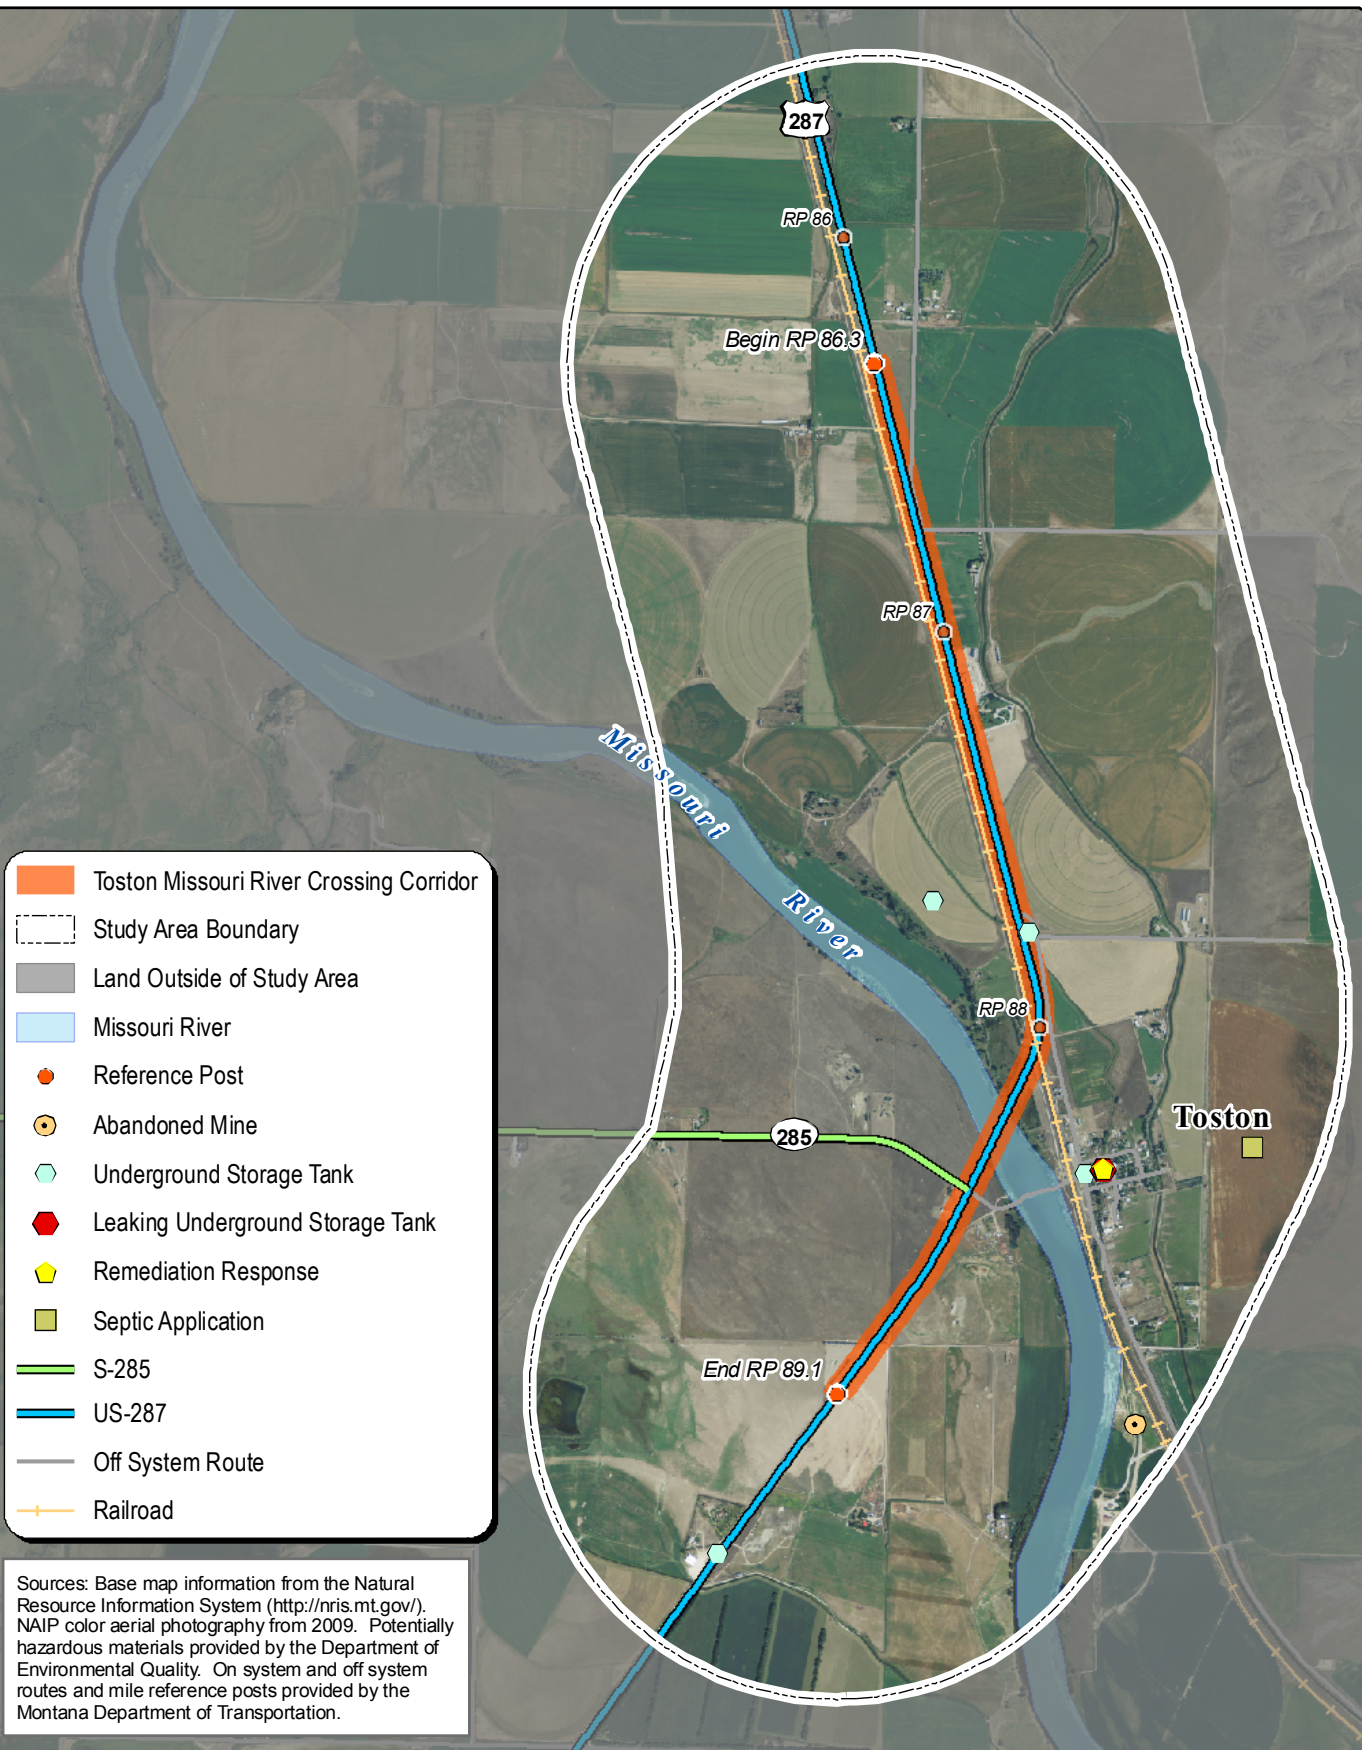 287
RP 86
Begin RP 86.3
RP 87
Missouri
River
RP 88
Toston
285
End RP 89.1
Toston Missouri River Crossing Corridor
Study Area Boundary
Land Outside of Study Area
Missouri River
Reference Post
Abandoned Mine
Underground Storage Tank
Leaking Underground Storage Tank
Remediation Response
Septic Application
S-285
US-287
Off System Route
Railroad
Sources: Base map information from the Natural
Resource Information System (http://nris.mt.gov/).
NAIP color aerial photography from 2009.  Potentially
hazardous materials provided by the Department of
Environmental Quality.  On system and off system
routes and mile reference posts provided by the
Montana Department of Transportation.